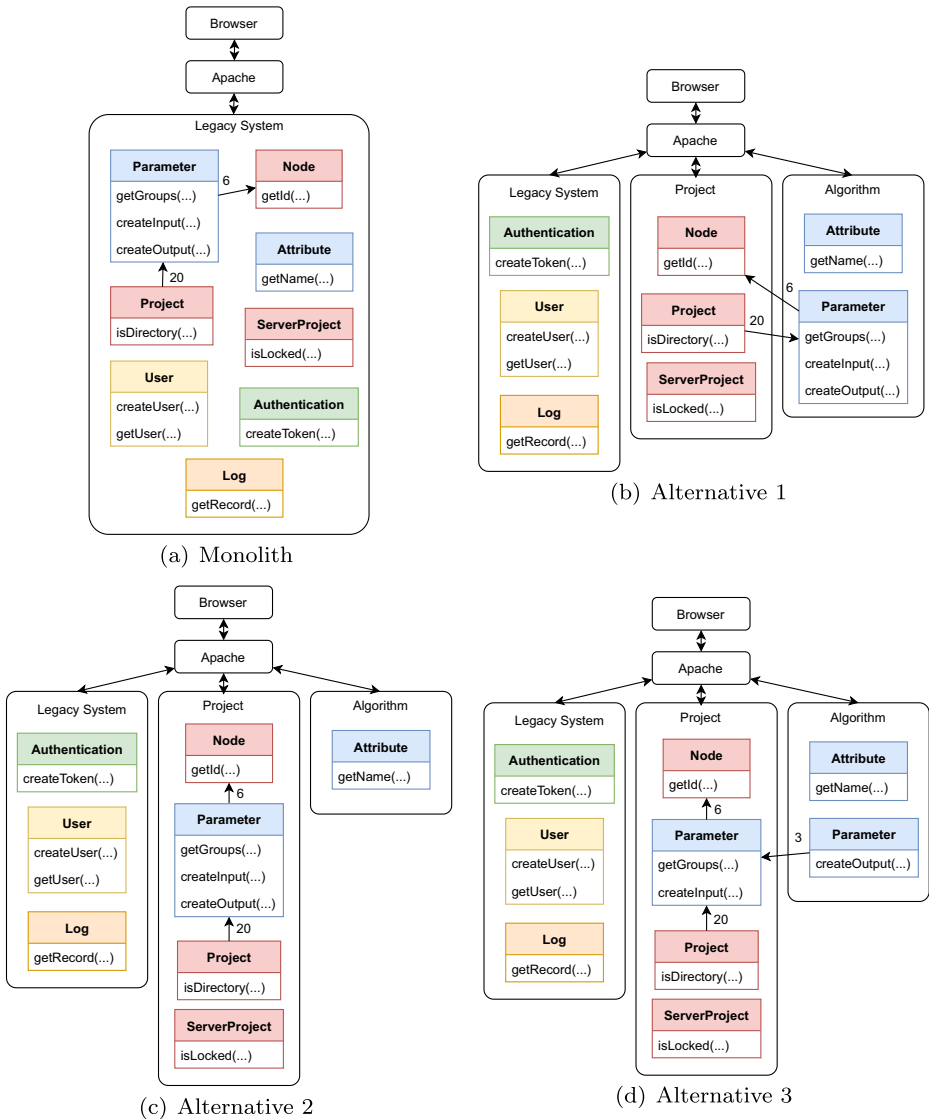 Browser
Apache
Legacy System
Parameter
getGroups(...)
createInput(...)
createOutput(...)
6
Node
getId(...)
20
Attribute
getName(...)
Project
isDirectory(...)
ServerProject
isLocked(...)
User
createUser(...)
getUser(...)
Authentication
createToken(...)
Log
getRecord(...)
(a) Monolith
Browser
Apache
Legacy System
Authentication
createToken(...)
User
createUser(...)
getUser(...)
Log
getRecord(...)
Project
Node
getId(...)
Project
isDirectory(...)
ServerProject
isLocked(...)
6
20
Algorithm
Attribute
getName(...)
Parameter
getGroups(...)
createInput(...)
createOutput(...)
(b) Alternative 1
Browser
Apache
Legacy System
Authentication
createToken(...)
User
createUser(...)
getUser(...)
Log
getRecord(...)
Project
Node
getId(...)
6
Parameter
getGroups(...)
createInput(...)
createOutput(...)
20
Project
isDirectory(...)
ServerProject
isLocked(...)
Algorithm
Attribute
getName(...)
(c) Alternative 2
Browser
Apache
Legacy System
Authentication
createToken(...)
User
createUser(...)
getUser(...)
Log
getRecord(...)
Project
Node
getId(...)
6
Parameter
getGroups(...)
createInput(...)
20
Project
isDirectory(...)
ServerProject
isLocked(...)
3
Algorithm
Attribute
getName(...)
Parameter
createOutput(...)
(d) Alternative 3